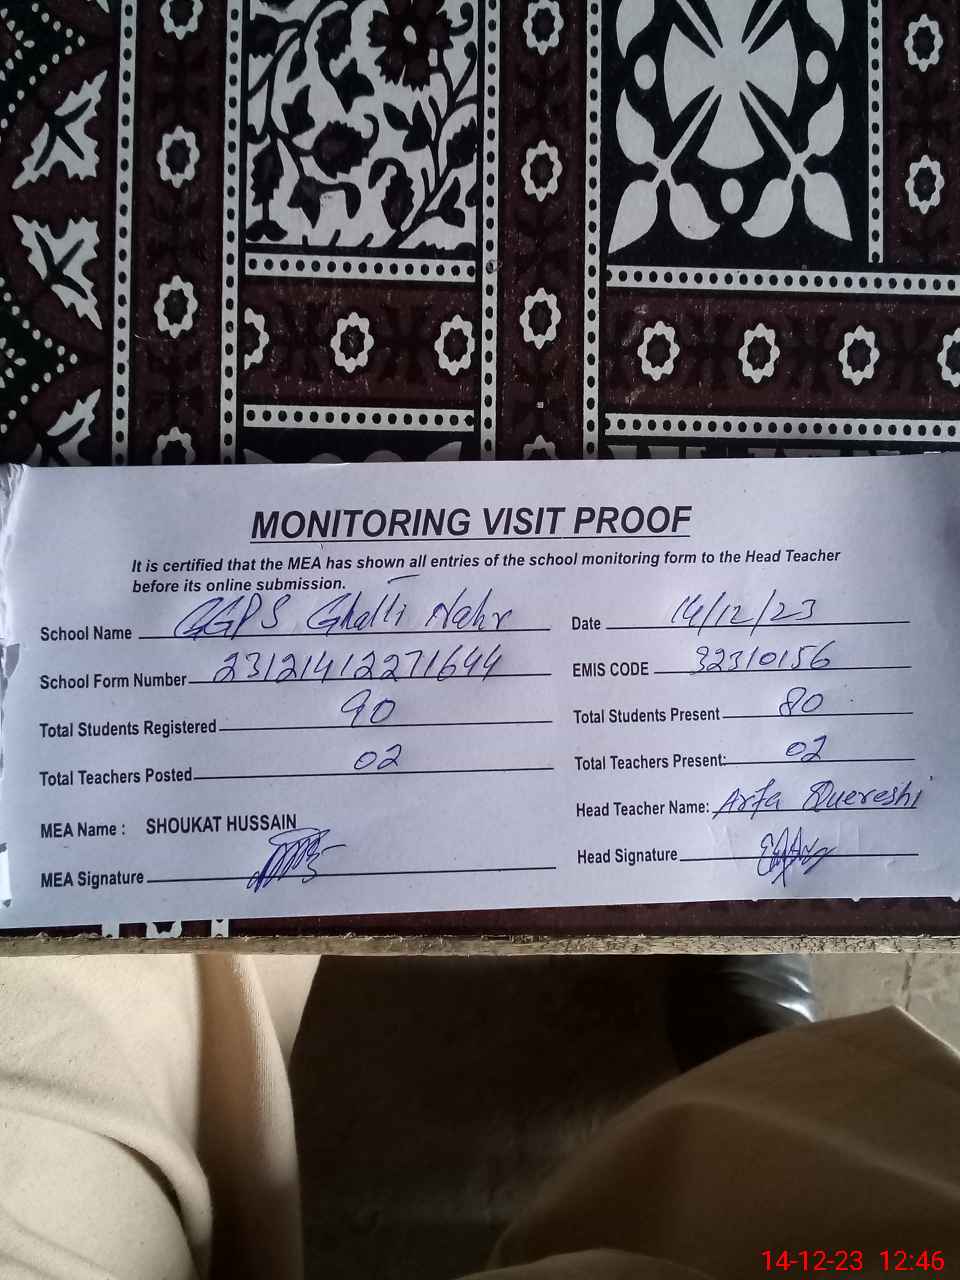 MONITORING VISIT PROOF
It is certified that the MEA has shown all entries of the school monitoring form to the Head Teacher
before its online submission.
School Name GGPS Ghalli Nahr Date 14/12/23
School Form Number 23121412271644 EMIS CODE 32310156
Total Students Registered 90 Total Students Present 80
Total Teachers Posted 02 Total Teachers Present: 02
MEA Name : SHOUKAT HUSSAIN Head Teacher Name: Arfa Quereshi
MEA Signature Head Signature
14-12-23 12:46